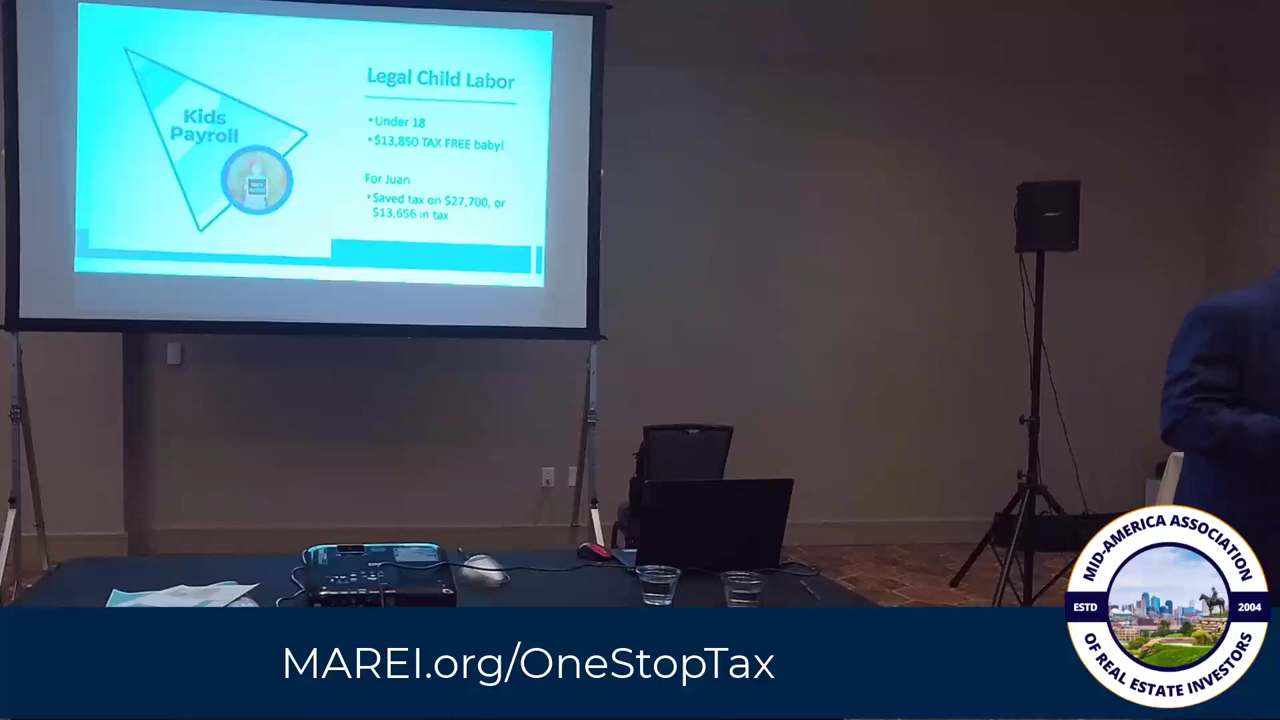 Legal Child Labor
Kids
Payroll
•Under 18
•$13,850 TAX FREE baby!
For Juan
•Saved tax on $27,700, or
$13,656 in tax
MAREI.org/OneStopTax
MID-AMERICA ASSOCIATION
ESTD
2004
OF REAL ESTATE INVESTORS